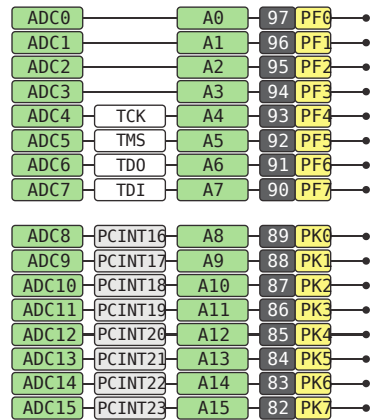 ADC0 A0 97 PF0
ADC1 A1 96 PF1
ADC2 A2 95 PF2
ADC3 A3 94 PF3
ADC4 TCK A4 93 PF4
ADC5 TMS A5 92 PF5
ADC6 TDO A6 91 PF6
ADC7 TDI A7 90 PF7
ADC8 PCINT16 A8 89 PK0
ADC9 PCINT17 A9 88 PK1
ADC10 PCINT18 A10 87 PK2
ADC11 PCINT19 A11 86 PK3
ADC12 PCINT20 A12 85 PK4
ADC13 PCINT21 A13 84 PK5
ADC14 PCINT22 A14 83 PK6
ADC15 PCINT23 A15 82 PK7